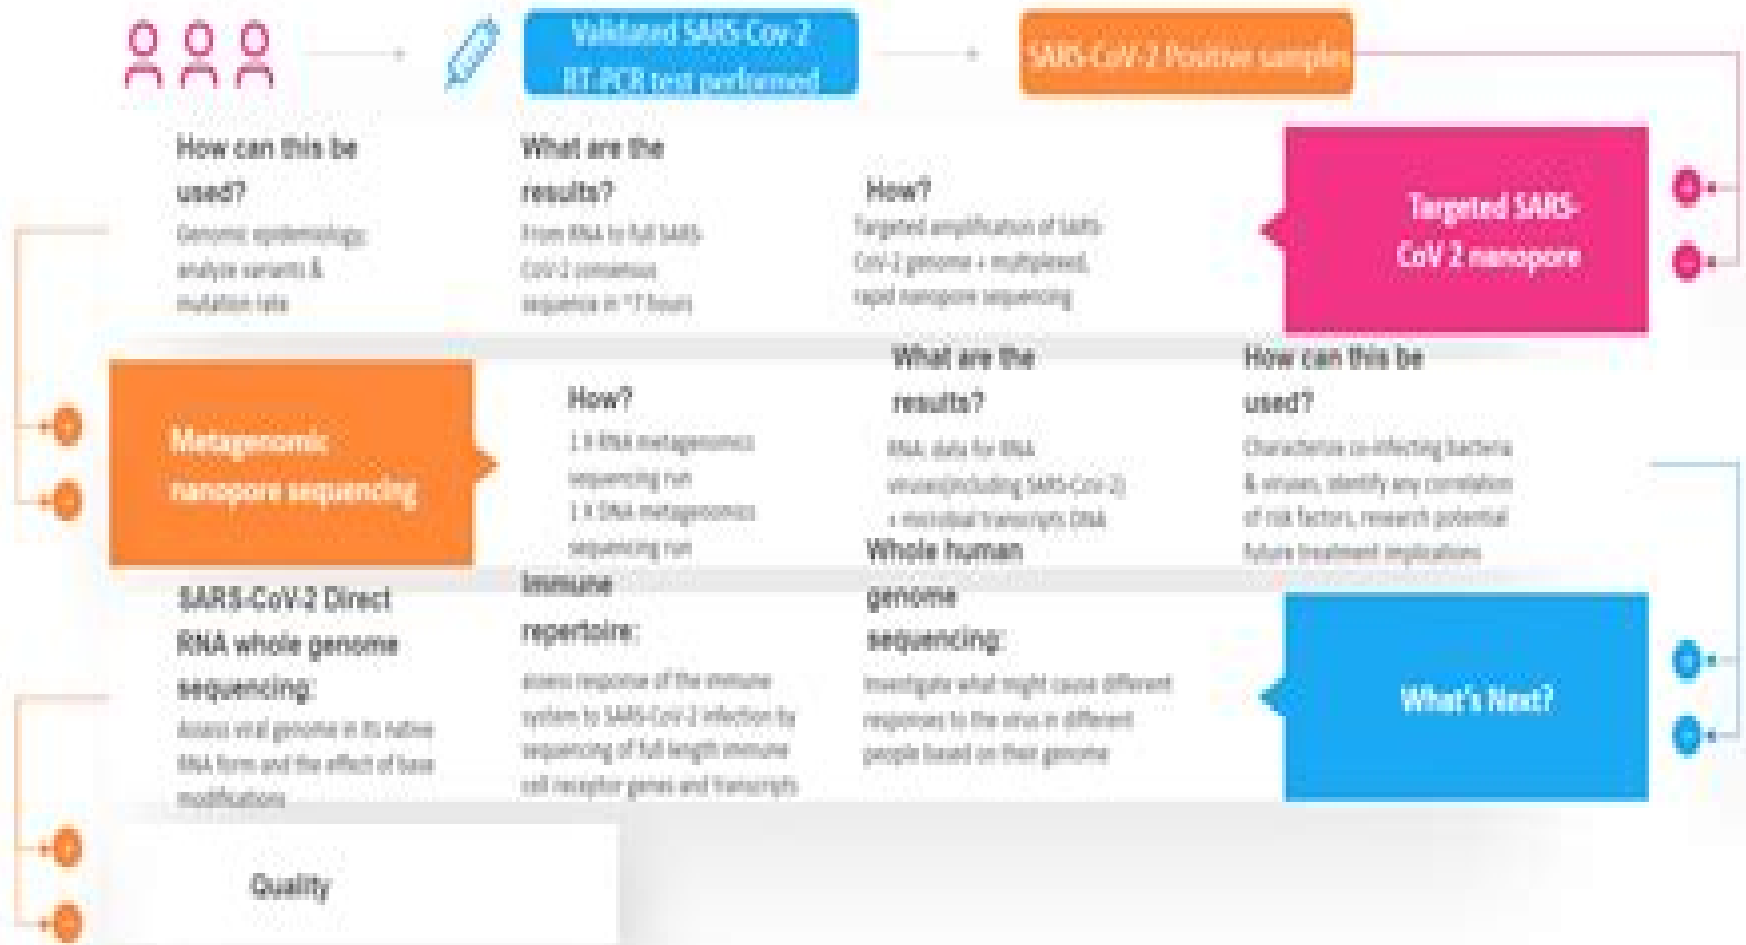 Validated SARS-Cov-2
RT-PCR test performed
SARS-CoV-2 Positive samples
How can this be
used?
Genomic epidemiology,
analyze variants &
mutation rate
What are the
results?
From RNA to full SARS-
CoV-2 consensus
sequence in ~7 hours
How?
Targeted amplification of SARS-
CoV-2 genome + multiplexed,
rapid nanopore sequencing
Targeted SARS-
CoV 2 nanopore
Metagenomic
nanopore sequencing
How?
1 X RNA metagenomics
sequencing run
1 X DNA metagenomics
sequencing run
What are the
results?
RNA: data for RNA
viruses(including SARS-CoV-2)
+ microbial transcripts DNA
How can this be
used?
Characterize co-infecting bacteria
& viruses, identify any correlation
of risk factors, research potential
future treatment implications
SARS-CoV-2 Direct
RNA whole genome
sequencing:
Assess viral genome in its native
RNA form and the effect of base
modifications
Immune
repertoire:
assess response of the immune
system to SARS-CoV-2 infection by
sequencing of full length immune
cell receptor genes and transcripts
Whole human
genome
sequencing:
Investigate what might cause different
responses to the virus in different
people based on their genome
What's Next?
Quality